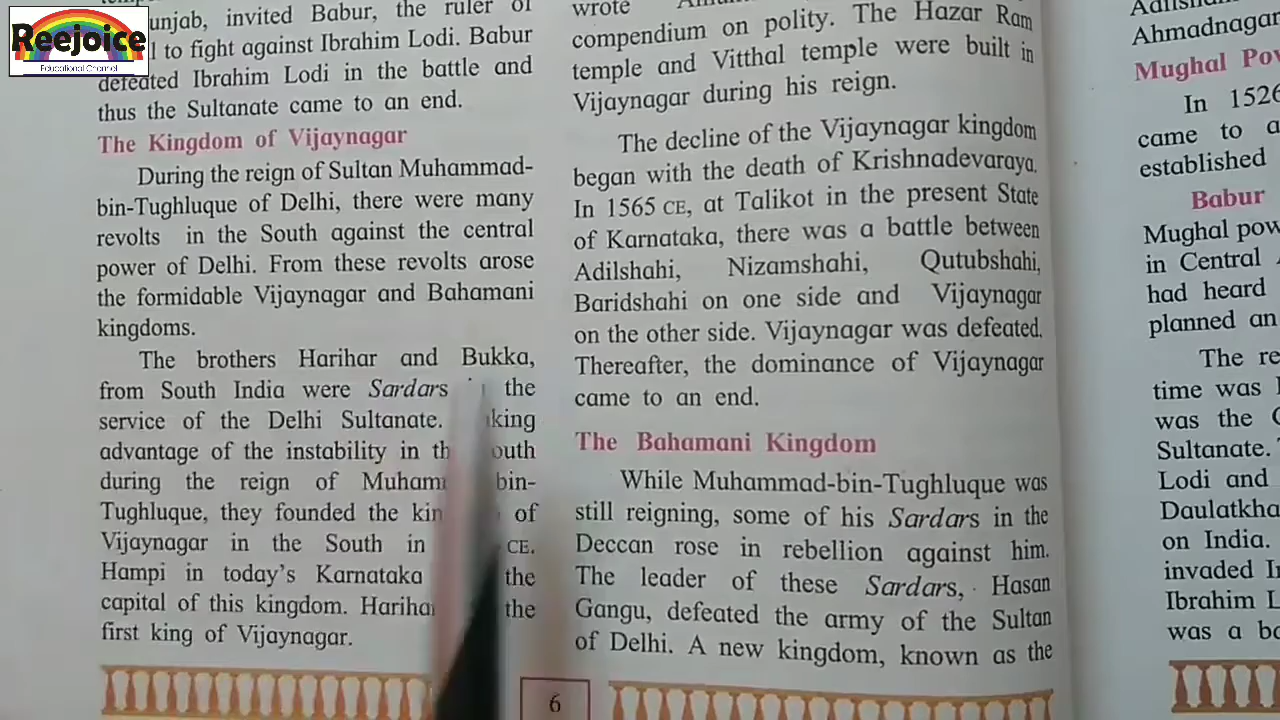 Reejoice
Educational Channel
unjab, invited Babur, the ruler of
to fight against Ibrahim Lodi. Babur
defeated Ibrahim Lodi in the battle and
thus the Sultanate came to an end.
The Kingdom of Vijaynagar
During the reign of Sultan Muhammad-
bin-Tughluque of Delhi, there were many
revolts in the South against the central
power of Delhi. From these revolts arose
the formidable Vijaynagar and Bahamani
kingdoms.
The brothers Harihar and Bukka,
from South India were Sardars the
service of the Delhi Sultanate. king
advantage of the instability in th outh
during the reign of Muham bin-
Tughluque, they founded the kin of
Vijaynagar in the South in CE.
Hampi in today's Karnataka the
capital of this kingdom. Harihar the
first king of Vijaynagar.
6
wrote
compendium on polity. The Hazar Ram
temple and Vitthal temple were built in
Vijaynagar during his reign.
The decline of the Vijaynagar kingdom
began with the death of Krishnadevaraya.
In 1565 CE, at Talikot in the present State
of Karnataka, there was a battle between
Adilshahi, Nizamshahi, Qutubshahi,
Baridshahi on one side and Vijaynagar
on the other side. Vijaynagar was defeated.
Thereafter, the dominance of Vijaynagar
came to an end.
The Bahamani Kingdom
While Muhammad-bin-Tughluque was
still reigning, some of his Sardars in the
Deccan rose in rebellion against him.
The leader of these Sardars, Hasan
Gangu, defeated the army of the Sultan
of Delhi. A new kingdom, known as the
Ahmadnagar
Mughal Pow
In 1526
came to a
established
Babur
Mughal pow
in Central A
had heard
planned an
The re
time was I
was the G
Sultanate. T
Lodi and
Daulatkha
on India.
invaded In
Ibrahim L
was a ba